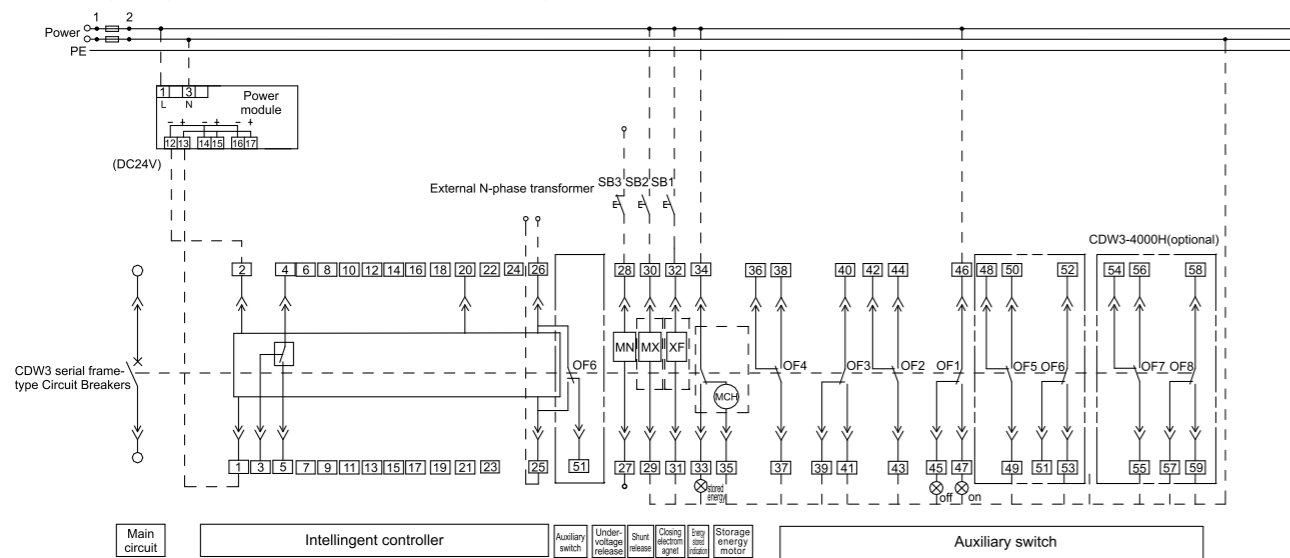 1 2
Power
PE
1 3
L N
Power
module
- + - + - +
12 13 14 15 16 17
(DC24V)
External N-phase transformer
SB3 SB2 SB1
CDW3-4000H(optional)
2 4 6 8 10 12 14 16 18 20 22 24 26 28 30 32 34 36 38 40 42 44 46 48 50 52 54 56 58
MN MX XF
CDW3 serial frame-
type Circuit Breakers
OF6 OF4 OF3 OF2 OF1 OF5 OF6 OF7 OF8
MCH
1 3 5 7 9 11 13 15 17 19 21 23 25 51 27 29 31 33 35 37 39 41 43 45 47 49 51 53 55 57 59
stored
energy
off on
Main
circuit
Intellingent controller
Auxiliary
switch
Under-
voltage
release
Shunt
release
Closing
electrom
agnet
Energy
stored
indication
Storage
energy
motor
Auxiliary switch